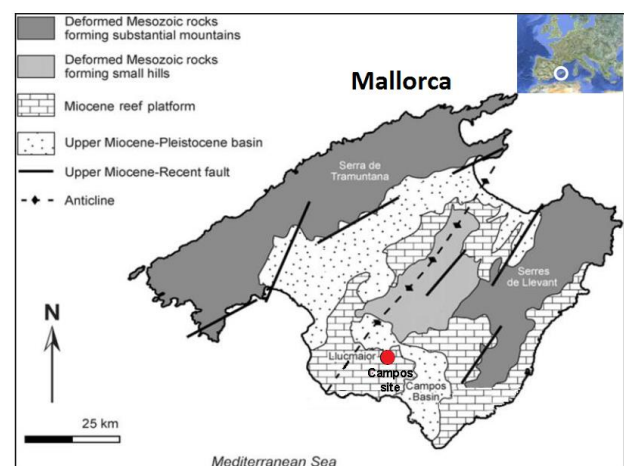 Deformed Mesozoic rocks
forming substantial mountains
Deformed Mesozoic rocks
forming small hills
Miocene reef platform
Upper Miocene-Pleistocene basin
Upper Miocene-Recent fault
Anticline
Mallorca
Serra de
Tramuntana
Serres
de Llevant
N
Llucmajor
Campos
site
Campos
Basin
25 km
Mediterranean Sea